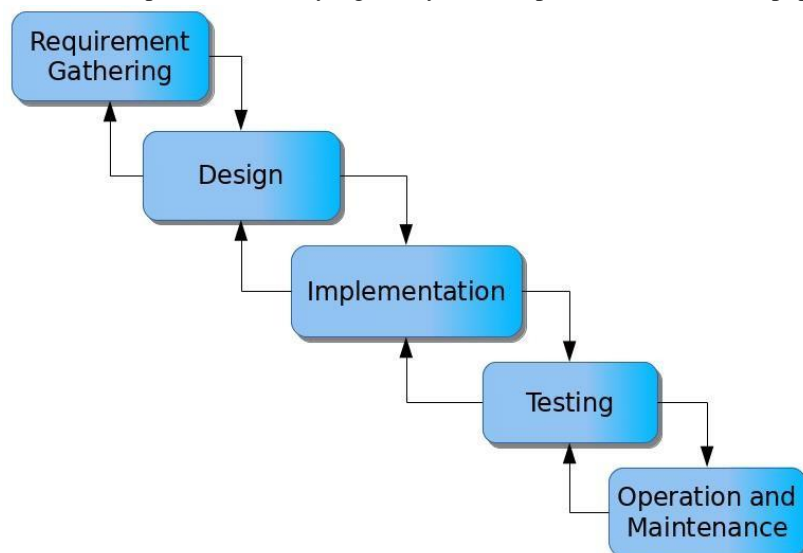 Requirement
Gathering
Design
Implementation
Testing
Operation and
Maintenance